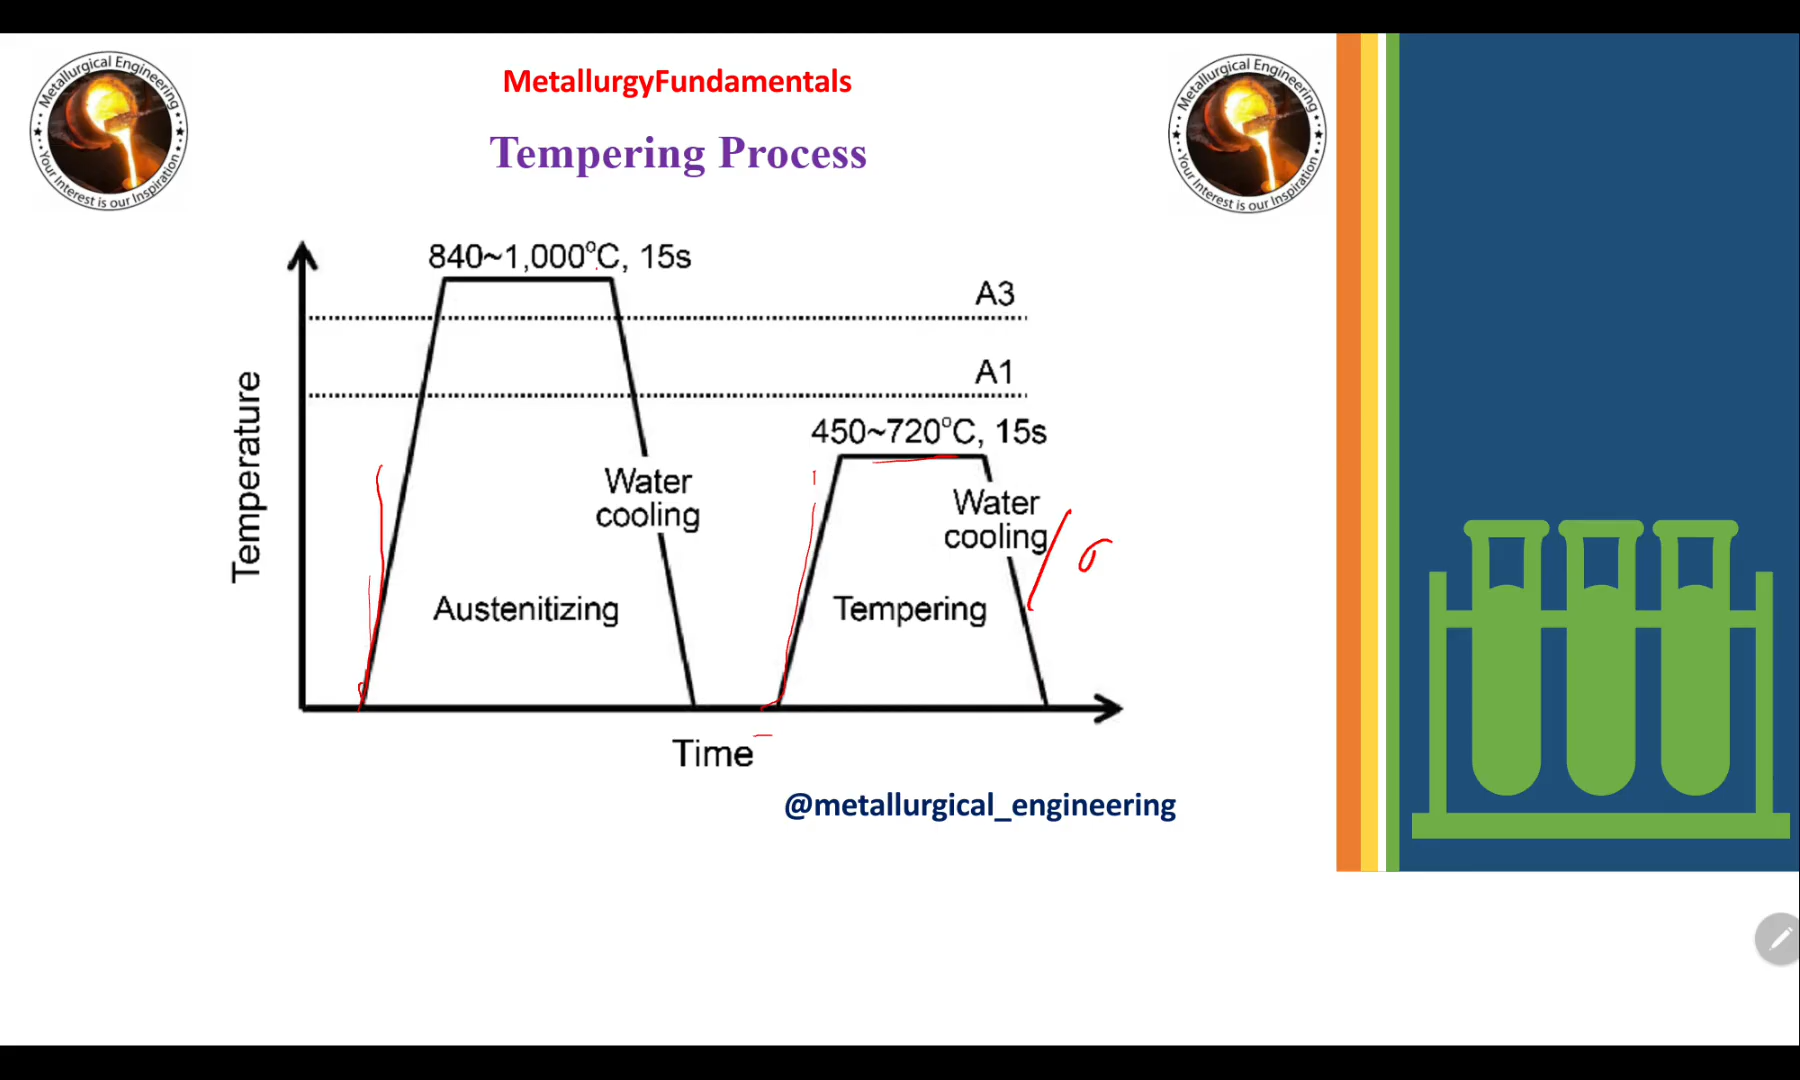 Metallurgical Engineering
Your Interest is our Inspiration
MetallurgyFundamentals
Tempering Process
Metallurgical Engineering
Your Interest is our Inspiration
840~1,000°C, 15s
A3
A1
450~720°C, 15s
Temperature
Water
cooling
Water
cooling
Austenitizing
Tempering
Time
@metallurgical_engineering